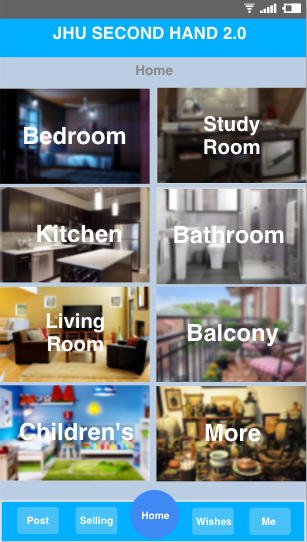 JHU SECOND HAND 2.0
Home
Bedroom
Study
Room
Kitchen
Bathroom
Living
Room
Balcony
Children's
More
Post
Selling
Home
Wishes
Me